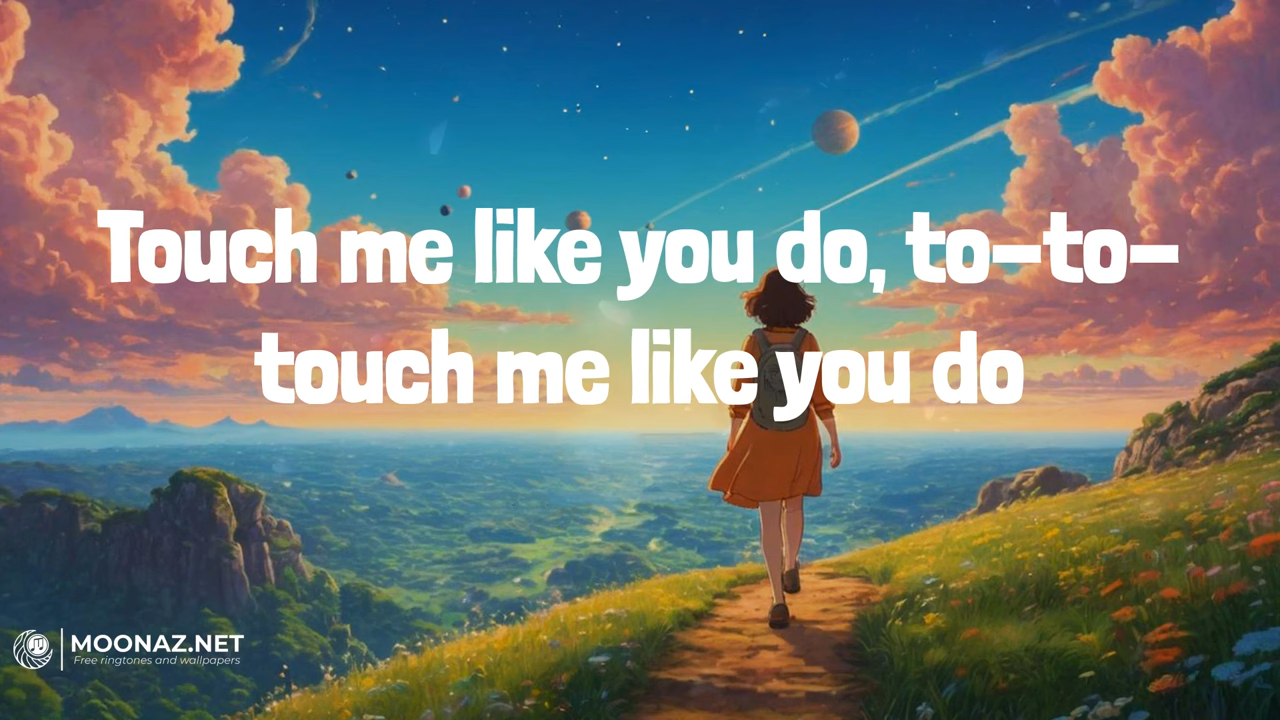 Touch me like you do, to-to-
touch me like you do
MOONAZ.NET
Free ringtones and wallpapers